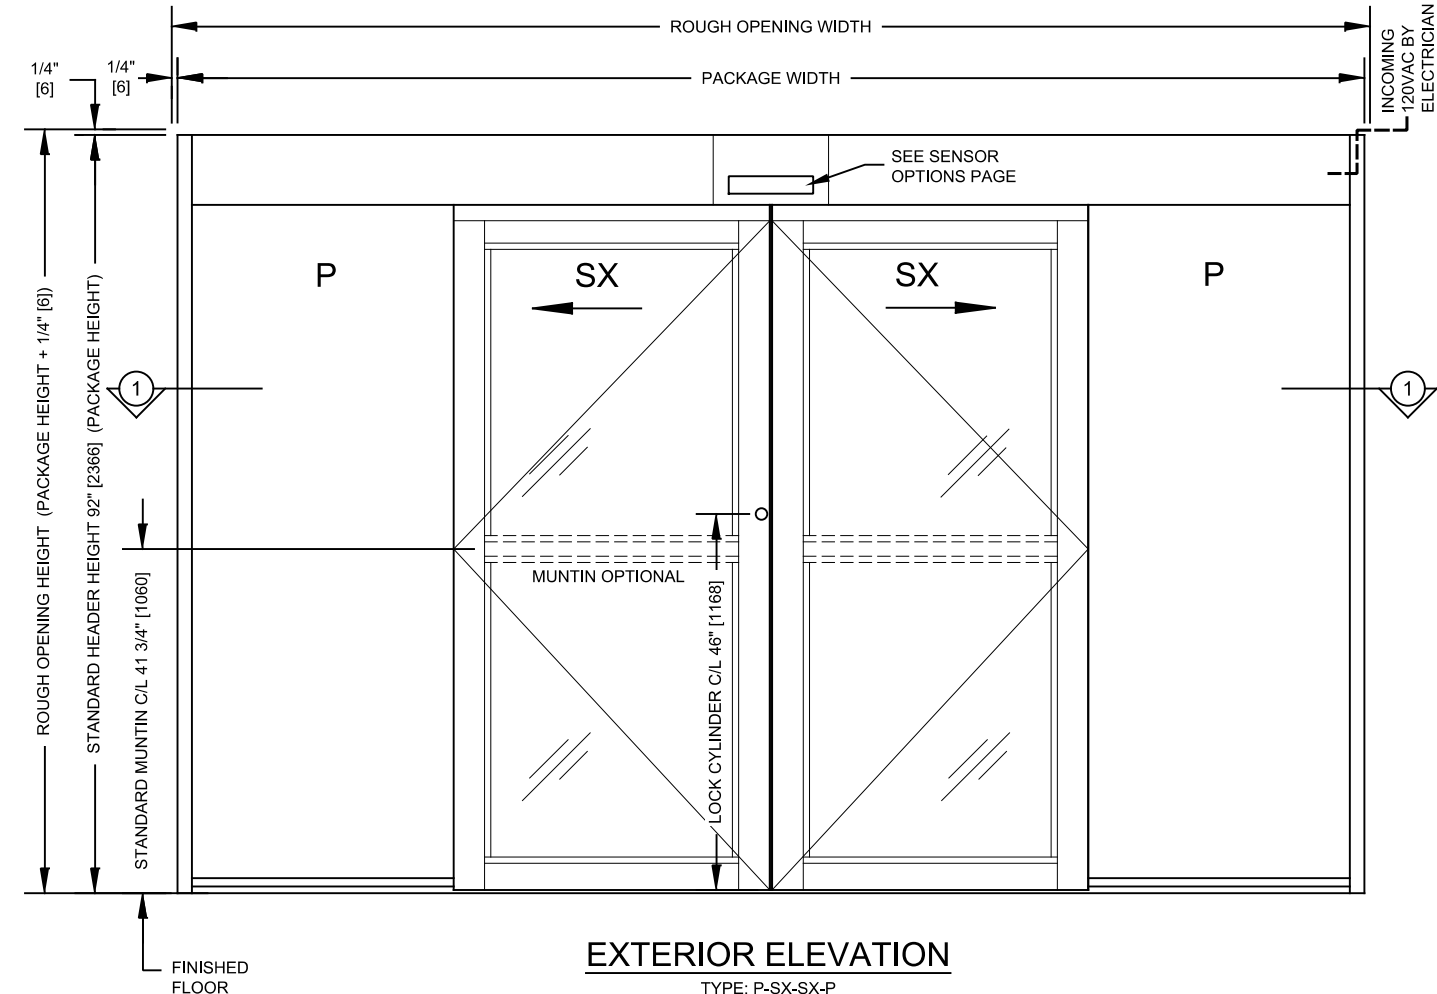 ROUGH OPENING WIDTH
PACKAGE WIDTH
1/4"
[6]
1/4"
[6]
INCOMING
120VAC BY
ELECTRICIAN
SEE SENSOR
OPTIONS PAGE
P
SX
SX
P
1
1
ROUGH OPENING HEIGHT (PACKAGE HEIGHT + 1/4" [6])
STANDARD HEADER HEIGHT 92" [2366] (PACKAGE HEIGHT)
STANDARD MUNTIN C/L 41 3/4" [1060]
MUNTIN OPTIONAL
LOCK CYLINDER C/L 46" [1168]
FINISHED
FLOOR
EXTERIOR ELEVATION
TYPE: P-SX-SX-P